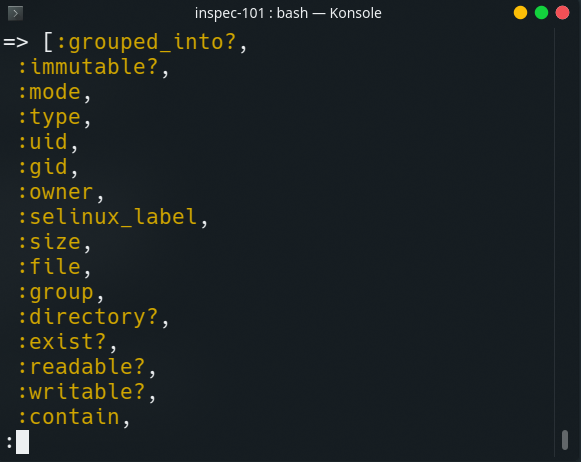 inspec-101 : bash — Konsole
=> [:grouped_into?,
:immutable?,
:mode,
:type,
:uid,
:gid,
:owner,
:selinux_label,
:size,
:file,
:group,
:directory?,
:exist?,
:readable?,
:writable?,
:contain,
: